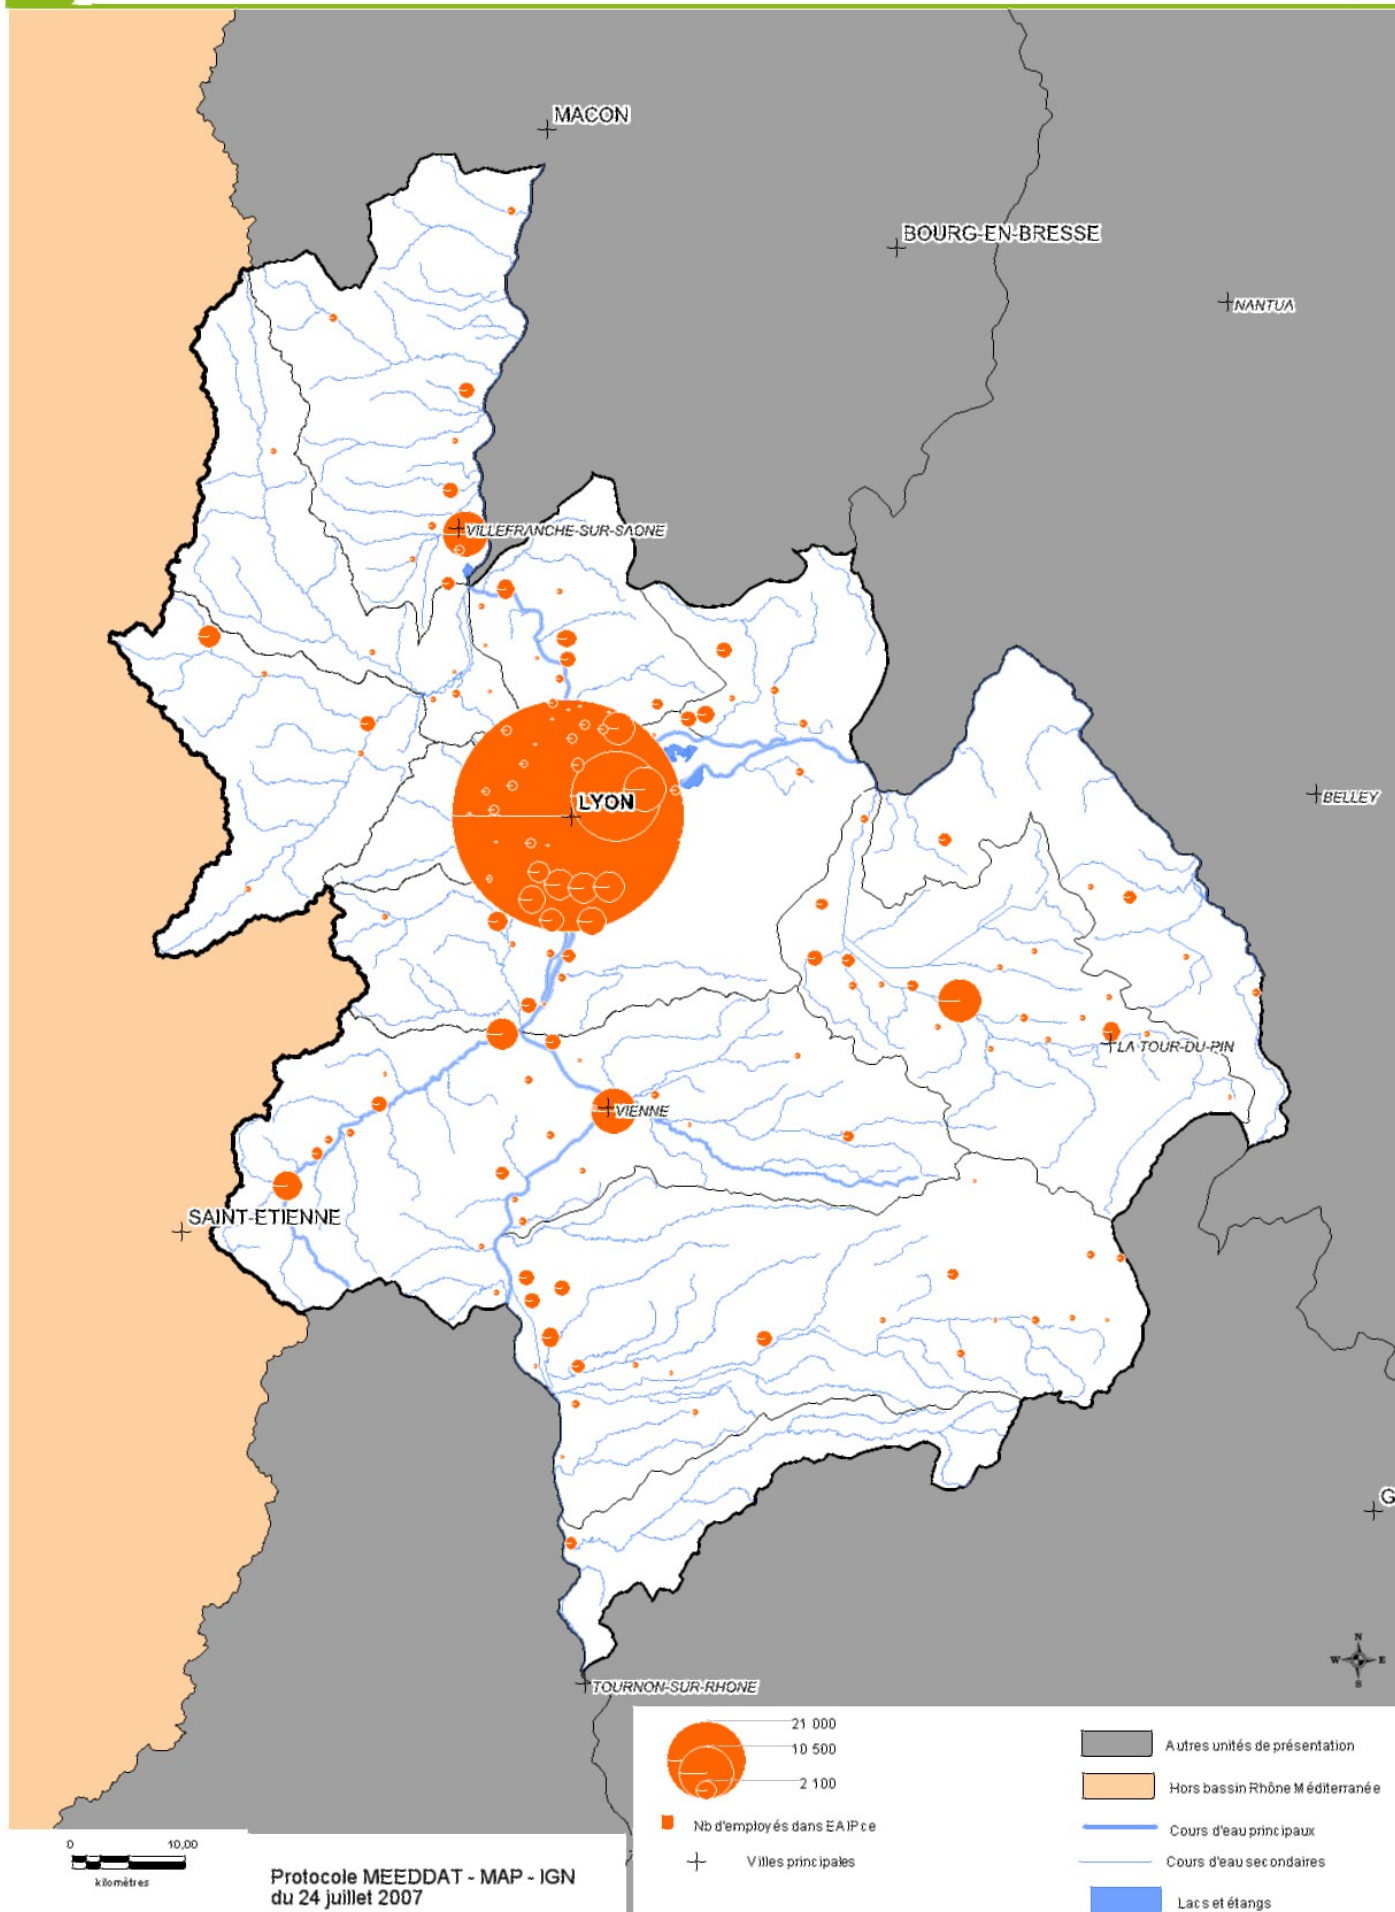 MACON
BOURG-EN-BRESSE
NANTUA
VILLEFRANCHE-SUR-SAONE
LYON
BELLEY
LA TOUR-DU-PIN
VIENNE
SAINT-ETIENNE
G
N
W E
S
TOURNON-SUR-RHONE
21 000
10 500
2 100
Nb d'employés dans EAIPce
Villes principales
Autres unités de présentation
Hors bassin Rhône Méditerranée
Cours d'eau principaux
Cours d'eau secondaires
Lacs et étangs
0 10,00
kilomètres
Protocole MEEDDAT - MAP - IGN
du 24 juillet 2007